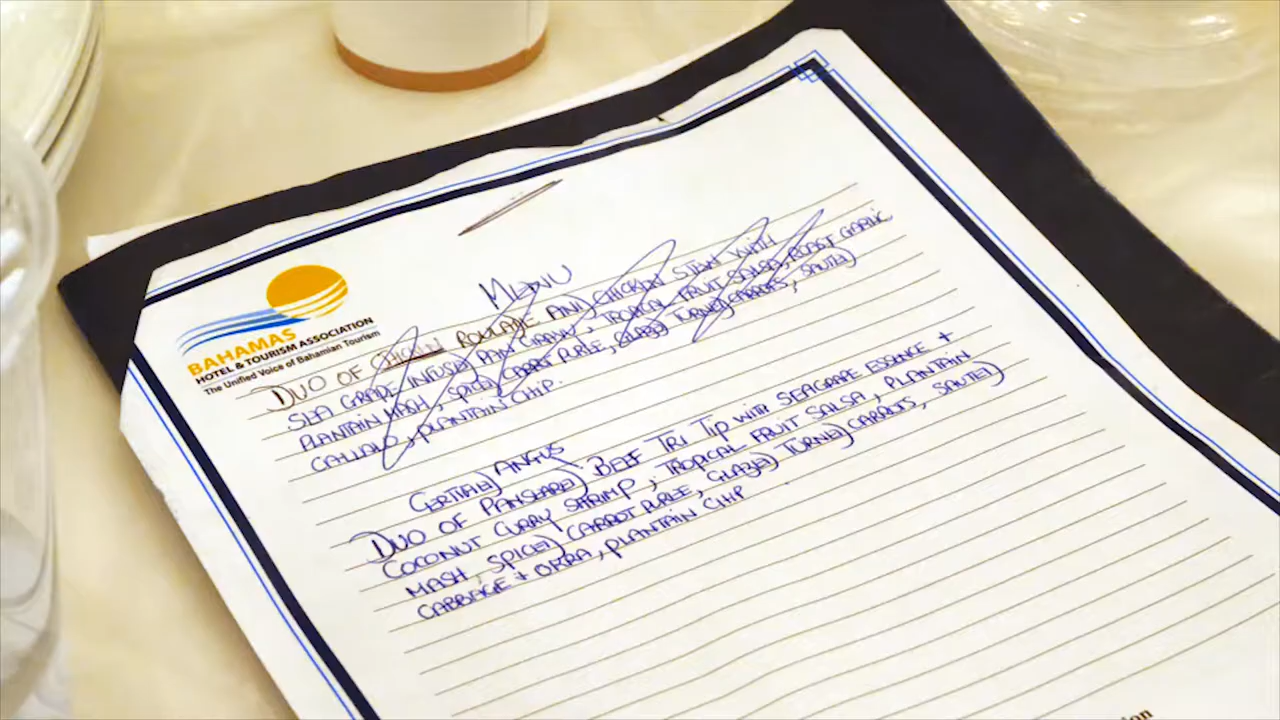 BAHAMAS
HOTEL & TOURISM ASSOCIATION
The Unified Voice of Bahamian Tourism
MENU
DUO OF CHICKEN ROULADE AND CHICKEN STEW WITH
SEA GRAPE INFUSED PAN GRAVY, TROPICAL FRUIT SALSA, ROAST GARLIC
PLANTAIN MASH, SPICED CARROT PUREE, GLAZED TURNED CARROTS, SAUTED
CALLALO, PLANTAIN CHIP.
CERTIFIED ANGUS
DUO OF PANSEARED BEEF TRI TIP WITH SEAGRAPE ESSENCE +
COCONUT CURRY SHRIMP, TROPICAL FRUIT SALSA, PLANTAIN
MASH, SPICED CARROT PUREE, GLAZED TURNED CARROTS, SAUTED
CABBAGE + OKRA, PLANTAIN CHIP